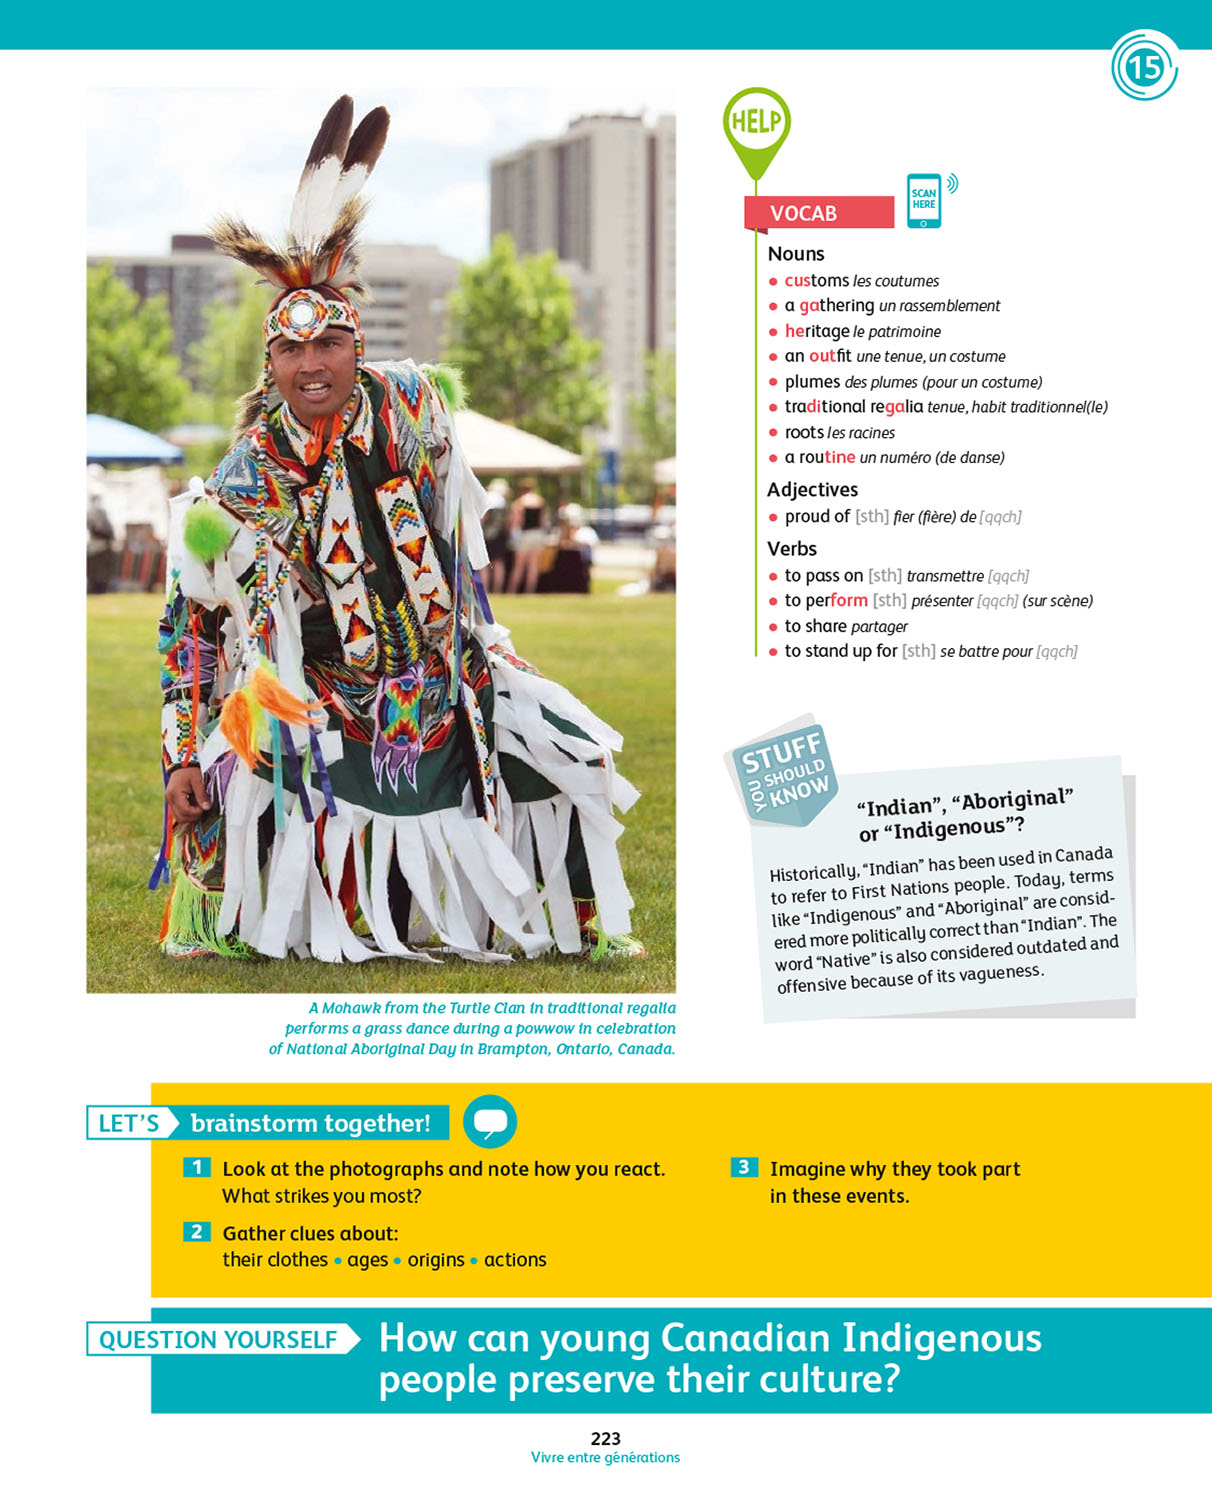 15
HELP
VOCAB
SCAN
HERE
Nouns
• customs les coutumes
• a gathering un rassemblement
• heritage le patrimoine
• an outfit une tenue, un costume
• plumes des plumes (pour un costume)
• traditional regalia tenue, habit traditionnel(le)
• roots les racines
• a routine un numéro (de danse)
Adjectives
• proud of [sth] fier (fière) de [qqch]
Verbs
• to pass on [sth] transmettre [qqch]
• to perform [sth] présenter [qqch] (sur scène)
• to share partager
• to stand up for [sth] se battre pour [qqch]
STUFF
YOU SHOULD
KNOW
“Indian”, “Aboriginal”
or “Indigenous”?
Historically, “Indian” has been used in Canada
to refer to First Nations people. Today, terms
like “Indigenous” and “Aboriginal” are consid-
ered more politically correct than “Indian”. The
word “Native” is also considered outdated and
offensive because of its vagueness.
A Mohawk from the Turtle Clan in traditional regalia
performs a grass dance during a powwow in celebration
of National Aboriginal Day in Brampton, Ontario, Canada.
LET’S brainstorm together!
1 Look at the photographs and note how you react.
What strikes you most?
2 Gather clues about:
their clothes • ages • origins • actions
3 Imagine why they took part
in these events.
QUESTION YOURSELF
How can young Canadian Indigenous
people preserve their culture?
223
Vivre entre générations